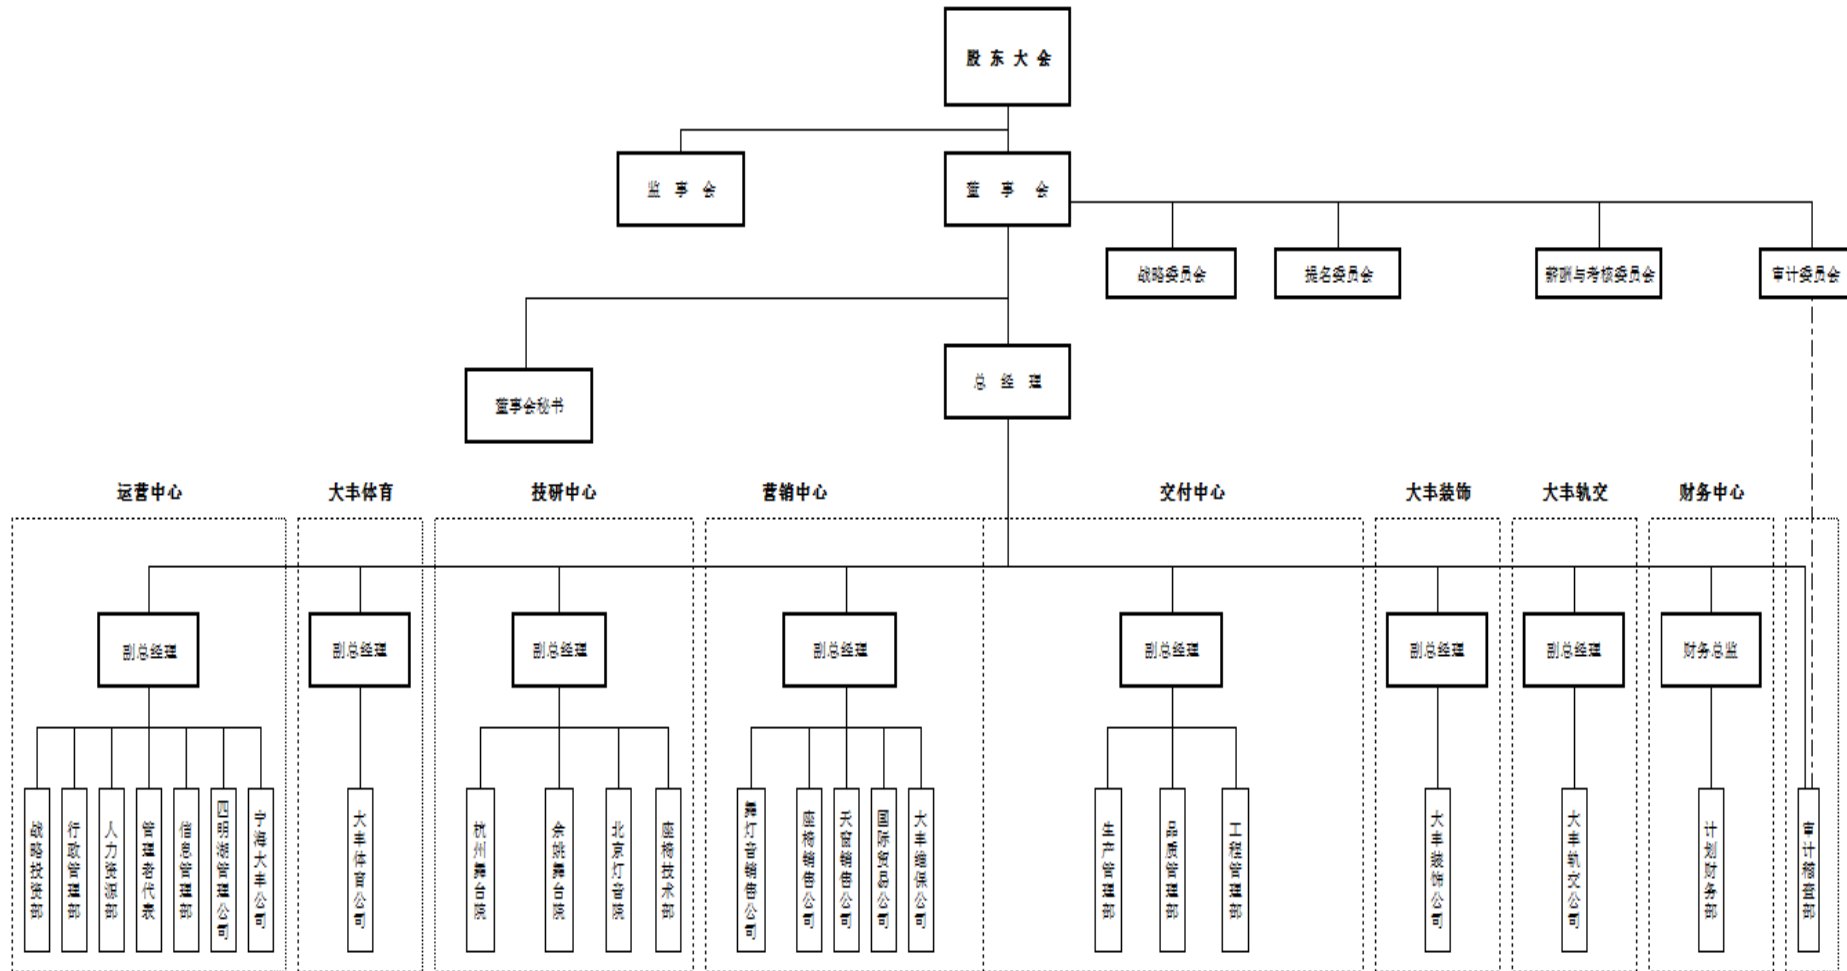 股东大会
监事会
董事会
战略委员会
提名委员会
薪酬与考核委员会
审计委员会
董事会秘书
总经理
运营中心
大丰体育
技研中心
营销中心
交付中心
大丰装饰
大丰轨交
财务中心
副总经理
副总经理
副总经理
副总经理
副总经理
副总经理
副总经理
财务总监
战略投资部
行政管理部
人力资源部
管理者代表
信息管理部
四明湖管理公司
宁海大丰公司
大丰体育公司
杭州舞台院
余姚舞台院
北京灯音院
座椅技术部
舞灯音销售公司
座椅销售公司
天窗销售公司
国际贸易公司
大丰维保公司
生产管理部
品质管理部
工程管理部
大丰装饰公司
大丰轨交公司
计划财务部
审计稽查部